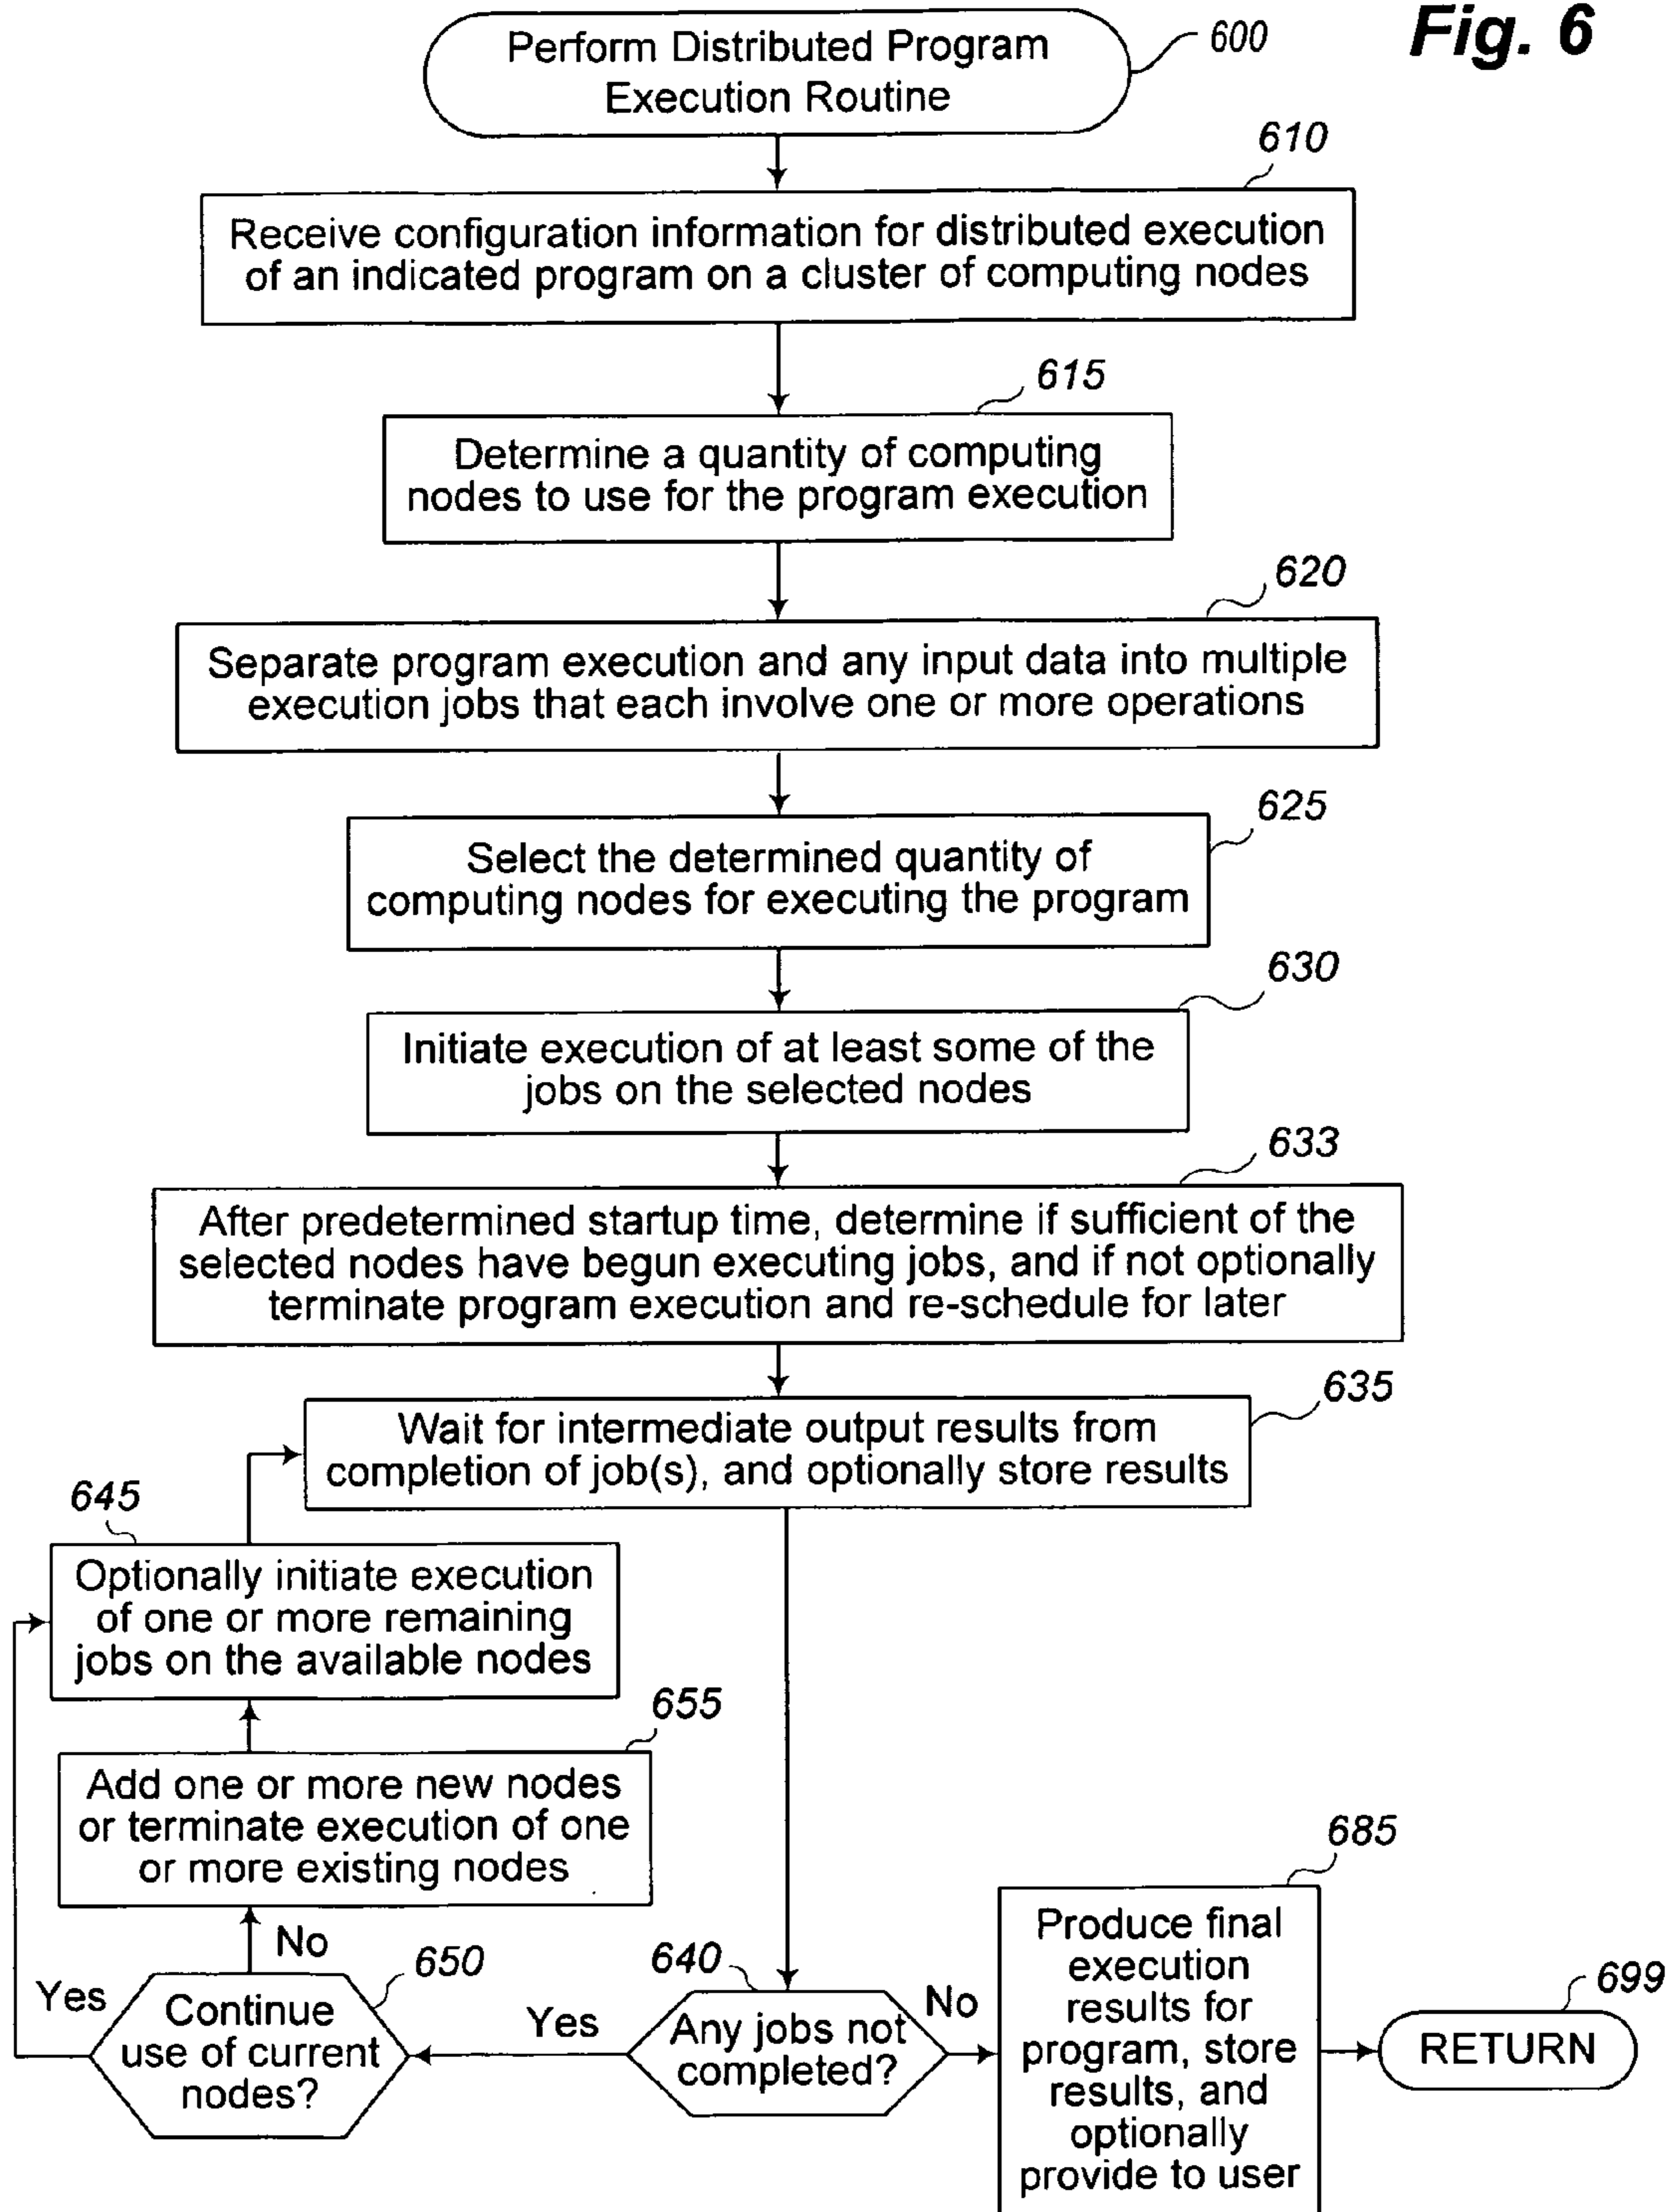 Fig. 6
Perform Distributed Program
Execution Routine
600
610
Receive configuration information for distributed execution
of an indicated program on a cluster of computing nodes
615
Determine a quantity of computing
nodes to use for the program execution
620
Separate program execution and any input data into multiple
execution jobs that each involve one or more operations
625
Select the determined quantity of
computing nodes for executing the program
630
Initiate execution of at least some of the
jobs on the selected nodes
633
After predetermined startup time, determine if sufficient of the
selected nodes have begun executing jobs, and if not optionally
terminate program execution and re-schedule for later
635
Wait for intermediate output results from
completion of job(s), and optionally store results
645
Optionally initiate execution
of one or more remaining
jobs on the available nodes
655
Add one or more new nodes
or terminate execution of one
or more existing nodes
No
650
Yes
Continue
use of current
nodes?
Yes
640
Any jobs not
completed?
No
685
Produce final
execution
results for
program, store
results, and
optionally
provide to user
699
RETURN